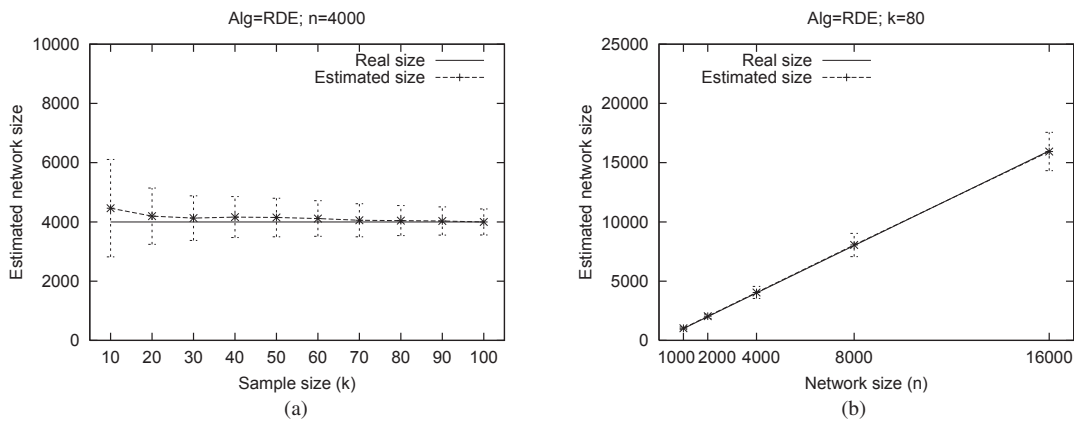 Alg=RDE; n=4000
10000
8000
6000
4000
2000
0
Estimated network size
Real size
Estimated size
10 20 30 40 50 60 70 80 90 100
Sample size (k)
(a)
Alg=RDE; k=80
25000
20000
15000
10000
5000
0
Estimated network size
Real size
Estimated size
1000 2000 4000 8000 16000
Network size (n)
(b)